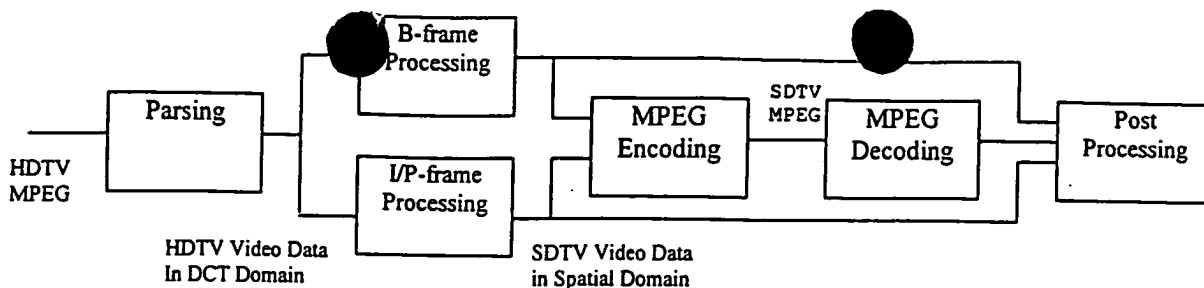 B-frame
Processing
Parsing
HDTV
MPEG
I/P-frame
Processing
MPEG
Encoding
SDTV
MPEG
MPEG
Decoding
Post
Processing
HDTV Video Data
In DCT Domain
SDTV Video Data
in Spatial Domain